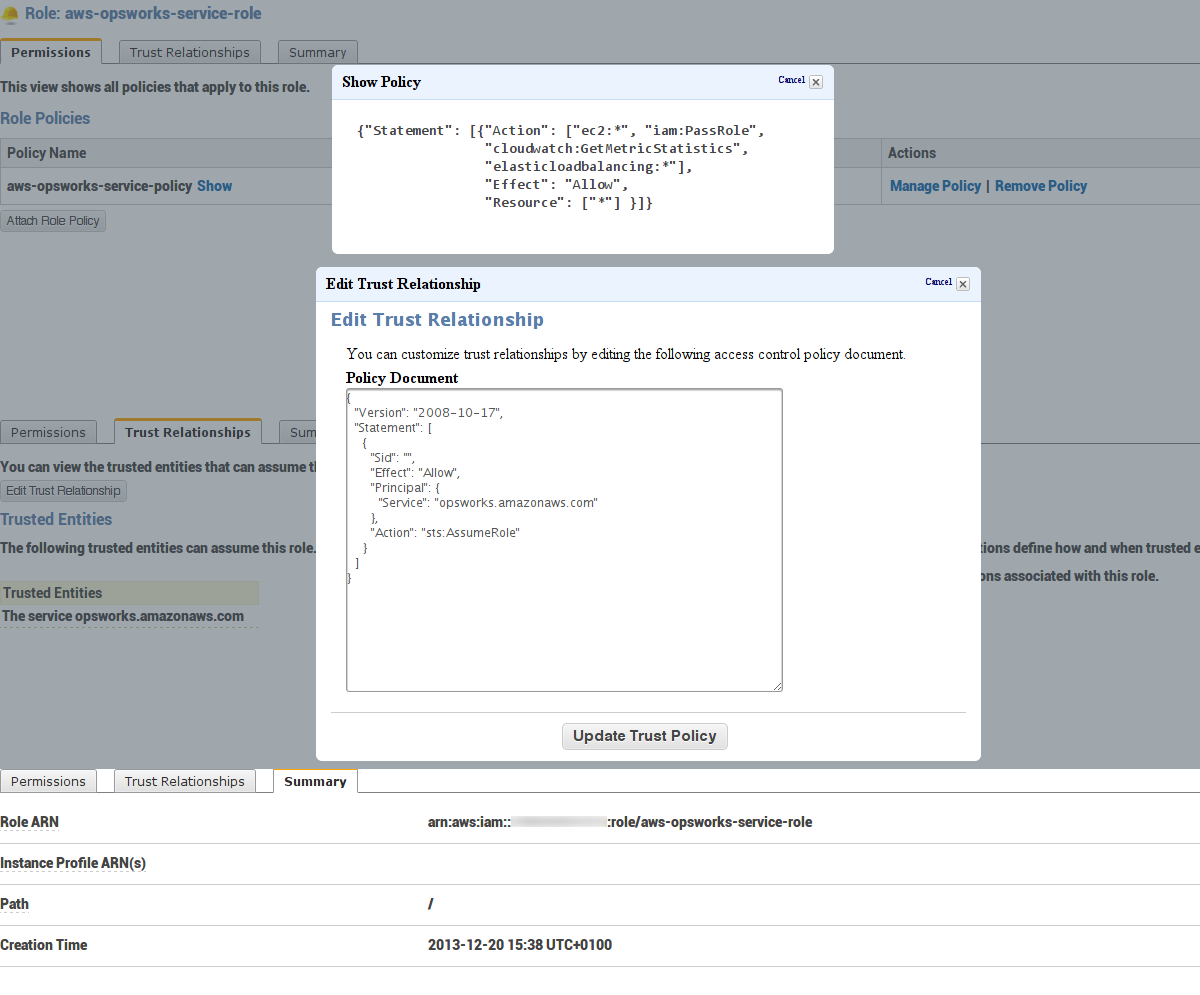 Role: aws-opsworks-service-role
Permissions Trust Relationships Summary
This view shows all policies that apply to this role.
Role Policies
Policy Name Actions
aws-opsworks-service-policy Show Manage Policy | Remove Policy
Attach Role Policy
Show Policy Cancel
{"Statement": [{"Action": ["ec2:*", "iam:PassRole",
"cloudwatch:GetMetricStatistics",
"elasticloadbalancing:*"],
"Effect": "Allow",
"Resource": ["*"] }]}
Edit Trust Relationship Cancel
Edit Trust Relationship
You can customize trust relationships by editing the following access control policy document.
Policy Document
{
"Version": "2008-10-17",
"Statement": [
{
"Sid": "",
"Effect": "Allow",
"Principal": {
"Service": "opsworks.amazonaws.com"
},
"Action": "sts:AssumeRole"
}
]
}
Update Trust Policy
Permissions Trust Relationships Sum
You can view the trusted entities that can assume t
Edit Trust Relationship
Trusted Entities
The following trusted entities can assume this role. tions define how and when trusted e
ons associated with this role.
Trusted Entities
The service opsworks.amazonaws.com
Permissions Trust Relationships Summary
Role ARN arn:aws:iam:: :role/aws-opsworks-service-role
Instance Profile ARN(s)
Path /
Creation Time 2013-12-20 15:38 UTC+0100